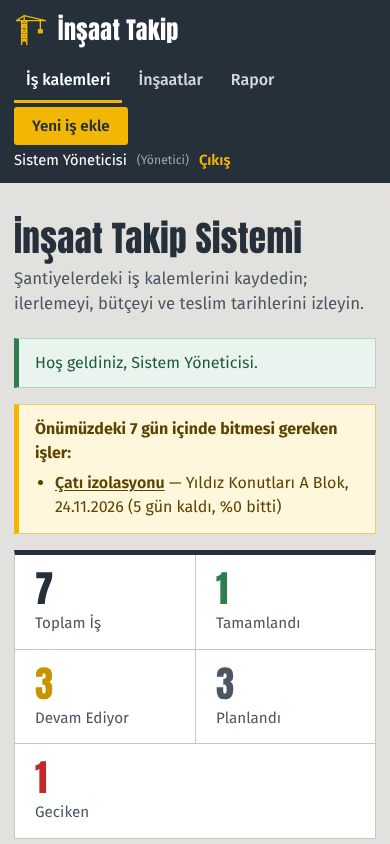 İnşaat Takip
İş kalemleri İnşaatlar Rapor
Yeni iş ekle
Sistem Yöneticisi (Yönetici) Çıkış
İnşaat Takip Sistemi
Şantiyelerdeki iş kalemlerini kaydedin;
ilerlemeyi, bütçeyi ve teslim tarihlerini izleyin.
Hoş geldiniz, Sistem Yöneticisi.
Önümüzdeki 7 gün içinde bitmesi gereken
işler:
• Çatı izolasyonu — Yıldız Konutları A Blok,
24.11.2026 (5 gün kaldı, %0 bitti)
7 1
Toplam İş Tamamlandı
3 3
Devam Ediyor Planlandı
1
Geciken